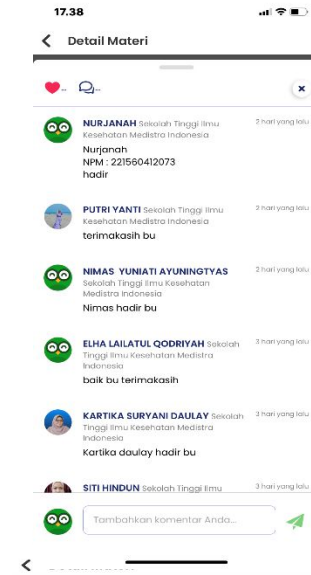 17.38
Detail Materi
NURJANAH Sekolah Tinggi Ilmu
2 hari yang lalu
Kesehatan Medistra Indonesia
Nurjanah
NPM : 221560412073
hadir
PUTRI YANTI Sekolah Tinggi Ilmu
2 hari yang lalu
Kesehatan Medistra Indonesia
terimakasih bu
NIMAS YUNIATI AYUNINGTYAS
2 hari yang lalu
Sekolah Tinggi Ilmu Kesehatan
Medistra Indonesia
Nimas hadir bu
ELHA LAILATUL QODRIYAH Sekolah
3 hari yang lalu
Tinggi Ilmu Kesehatan Medistra
Indonesia
baik bu terimakasih
KARTIKA SURYANI DAULAY Sekolah
3 hari yang lalu
Tinggi Ilmu Kesehatan Medistra
Indonesia
Kartika daulay hadir bu
SITI HINDUN Sekolah Tinggi Ilmu
3 hari yang lalu
Tambahkan komentar Anda...